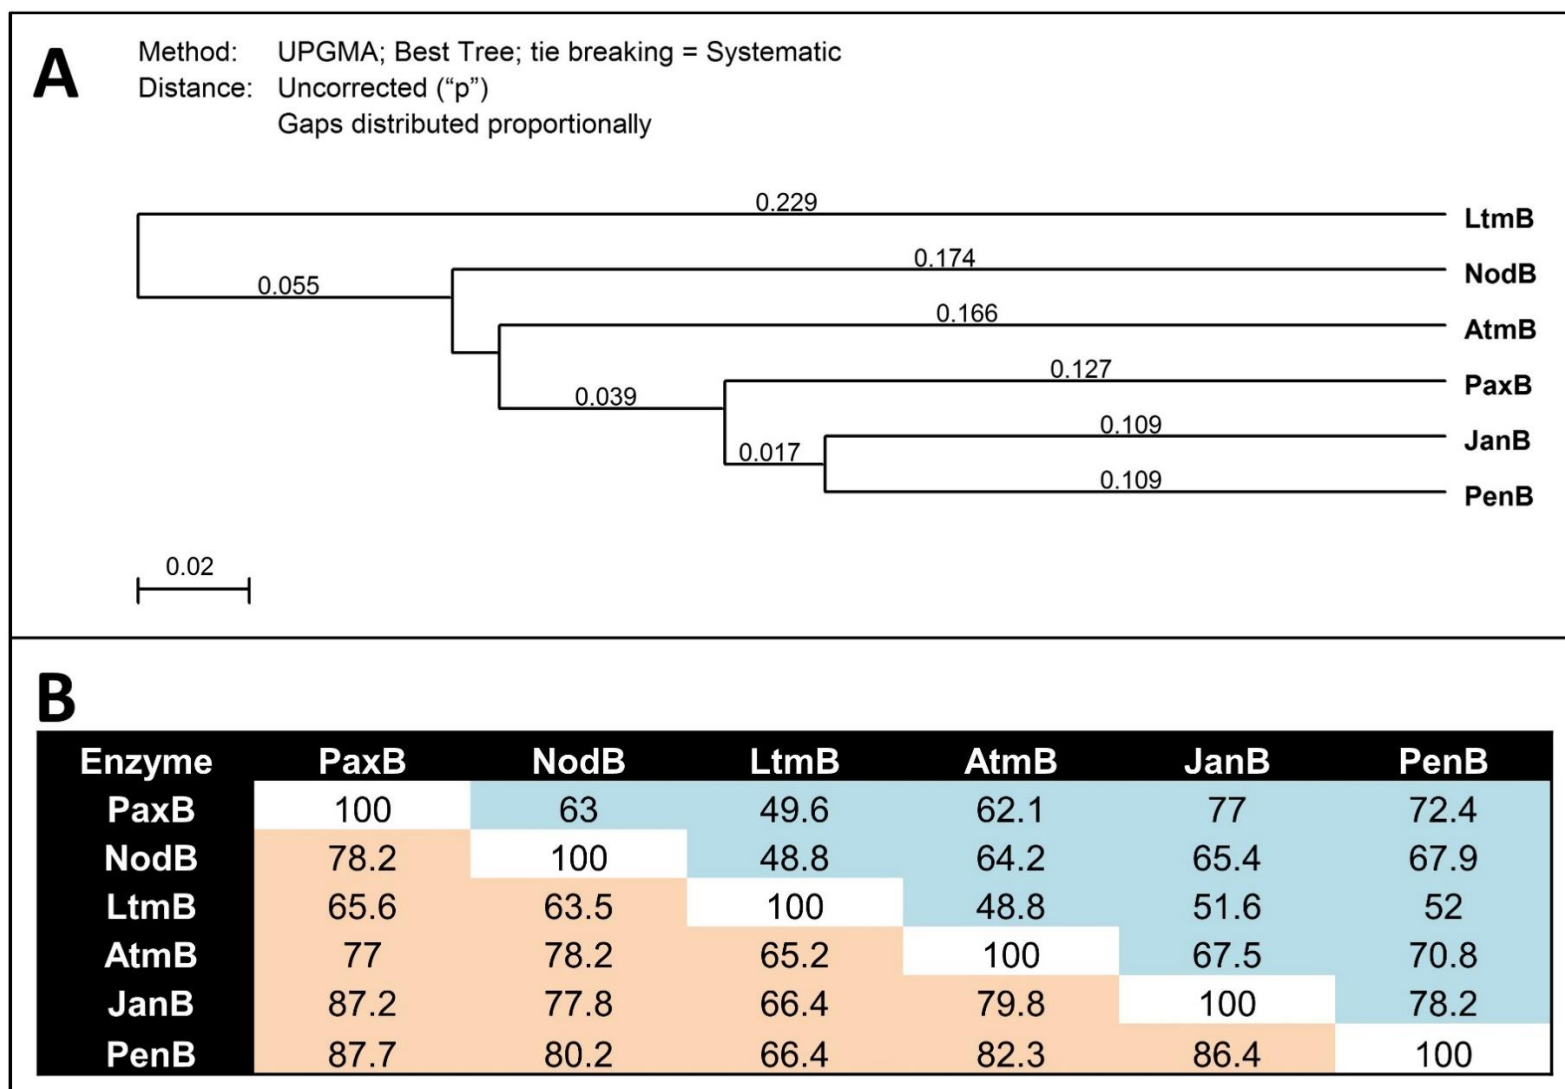 A
Method: UPGMA; Best Tree; tie breaking = Systematic
Distance: Uncorrected (“p”)
Gaps distributed proportionally
0.229
LtmB
0.174
NodB
0.055
0.166
AtmB
0.127
PaxB
0.039
0.109
JanB
0.017
0.109
PenB
0.02
B
Enzyme PaxB NodB LtmB AtmB JanB PenB
PaxB 100 63 49.6 62.1 77 72.4
NodB 78.2 100 48.8 64.2 65.4 67.9
LtmB 65.6 63.5 100 48.8 51.6 52
AtmB 77 78.2 65.2 100 67.5 70.8
JanB 87.2 77.8 66.4 79.8 100 78.2
PenB 87.7 80.2 66.4 82.3 86.4 100